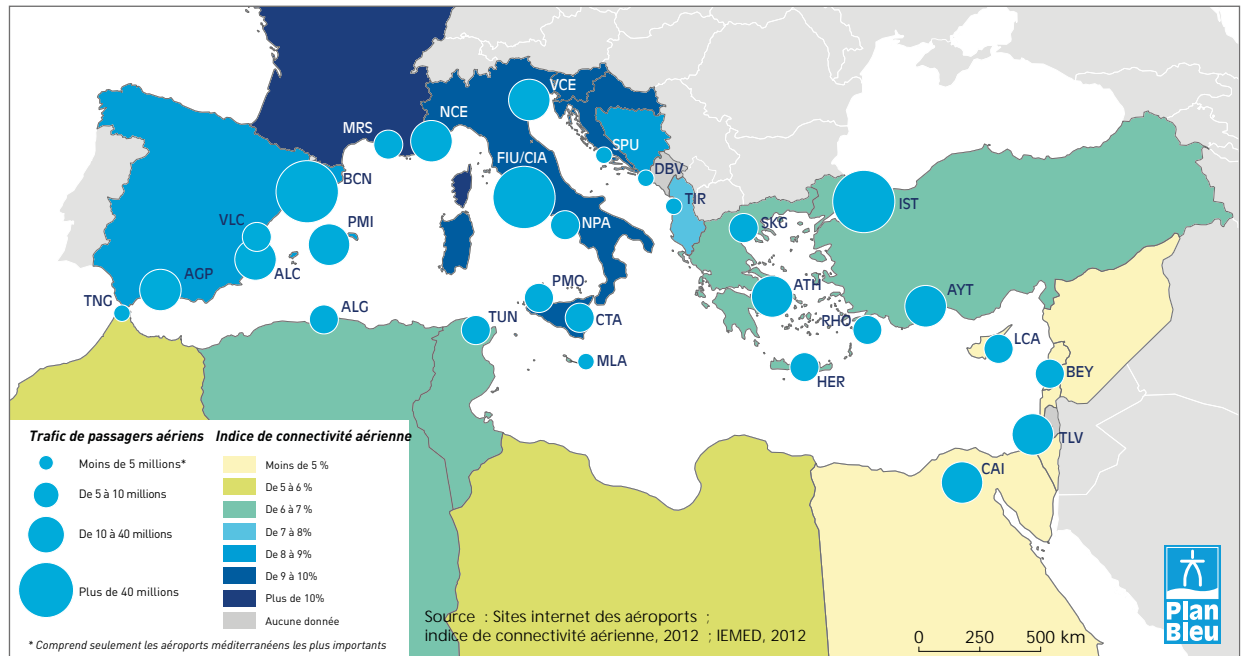 VCE
NCE
MRS
SPU
FIU/CIA
DBV
BCN
TIR
IST
VLC
PMI
NPA
SKG
AGP
ALC
PMO
ATH
AYT
TNG
ALG
TUN
CTA
RHO
LCA
MLA
HER
BEY
TLV
CAI
Trafic de passagers aériens
Moins de 5 millions*
De 5 à 10 millions
De 10 à 40 millions
Plus de 40 millions
Indice de connectivité aérienne
Moins de 5 %
De 5 à 6 %
De 6 à 7%
De 7 à 8%
De 8 à 9%
De 9 à 10%
Plus de 10%
Aucune donnée
* Comprend seulement les aéroports méditerranéens les plus importants
Source : Sites internet des aéroports ;
indice de connectivité aérienne, 2012 ; IEMED, 2012
0 250 500 km
Plan
Bleu